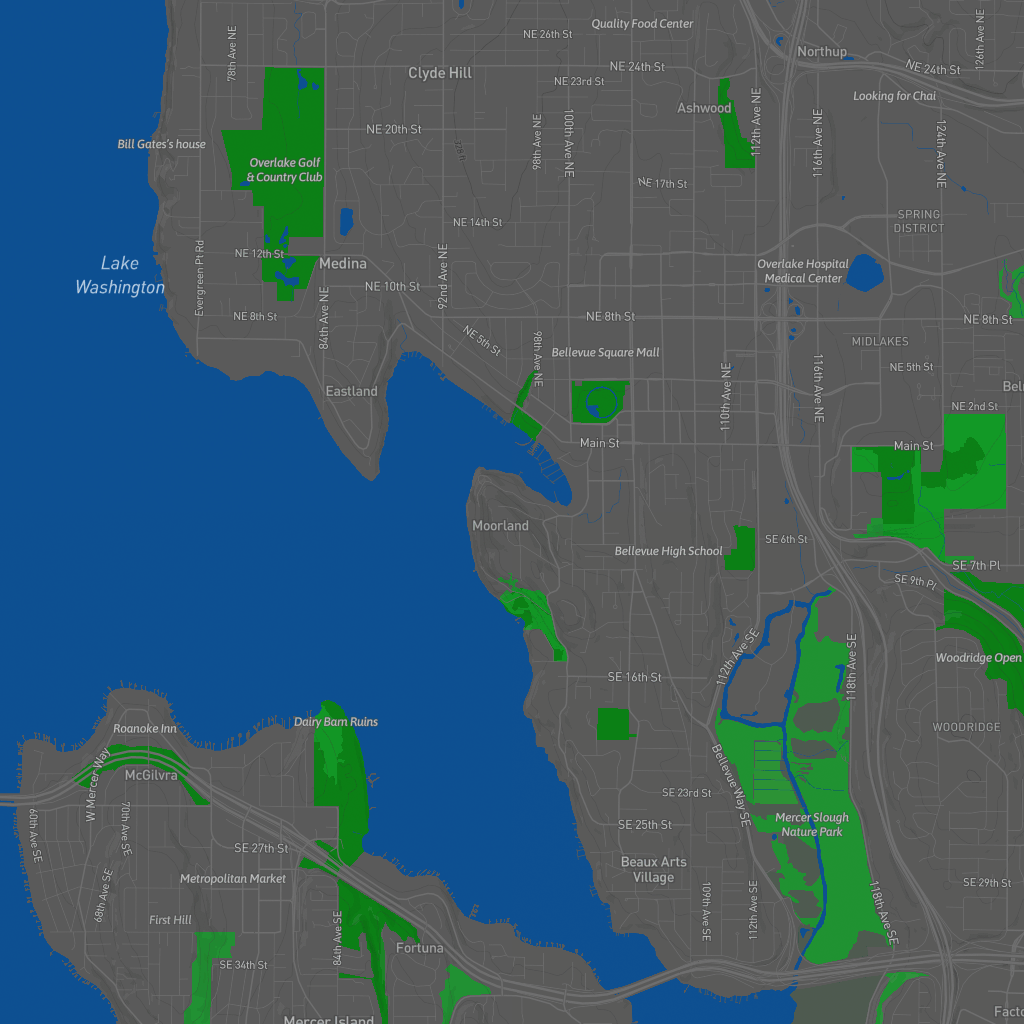 Quality Food Center
78th Ave NE
NE 26th St
126th Ave NE
Northup
Clyde Hill
NE 24th St
NE 24th St
NE 23rd St
Looking for Chai
Ashwood
112th Ave NE
100th Ave NE
98th Ave NE
116th Ave NE
124th Ave NE
NE 20th St
Bill Gates's house
328 ft
Overlake Golf
& Country Club
NE 17th St
NE 14th St
SPRING
DISTRICT
NE 12th St
Medina
Lake
Washington
Evergreen Pt Rd
92nd Ave NE
Overlake Hospital
Medical Center
NE 10th St
NE 8th St
84th Ave NE
NE 8th St
NE 8th St
NE 5th St
98th Ave NE
Bellevue Square Mall
MIDLAKES
NE 5th St
110th Ave NE
116th Ave NE
Eastland
Bel
NE 2nd St
Main St
Main St
Moorland
SE 6th St
Bellevue High School
SE 7th Pl
SE 9th Pl
112th Ave SE
118th Ave SE
Woodridge Open
SE 16th St
Dairy Barn Ruins
Roanoke Inn
WOODRIDGE
McGilvra
W Mercer Way
Bellevue Way SE
SE 23rd St
60th Ave SE
70th Ave SE
SE 25th St
Mercer Slough
Nature Park
SE 27th St
Beaux Arts
Village
Metropolitan Market
68th Ave SE
109th Ave SE
112th Ave SE
118th Ave SE
SE 29th St
First Hill
84th Ave SE
Fortuna
SE 34th St
Mercer Island
Facto